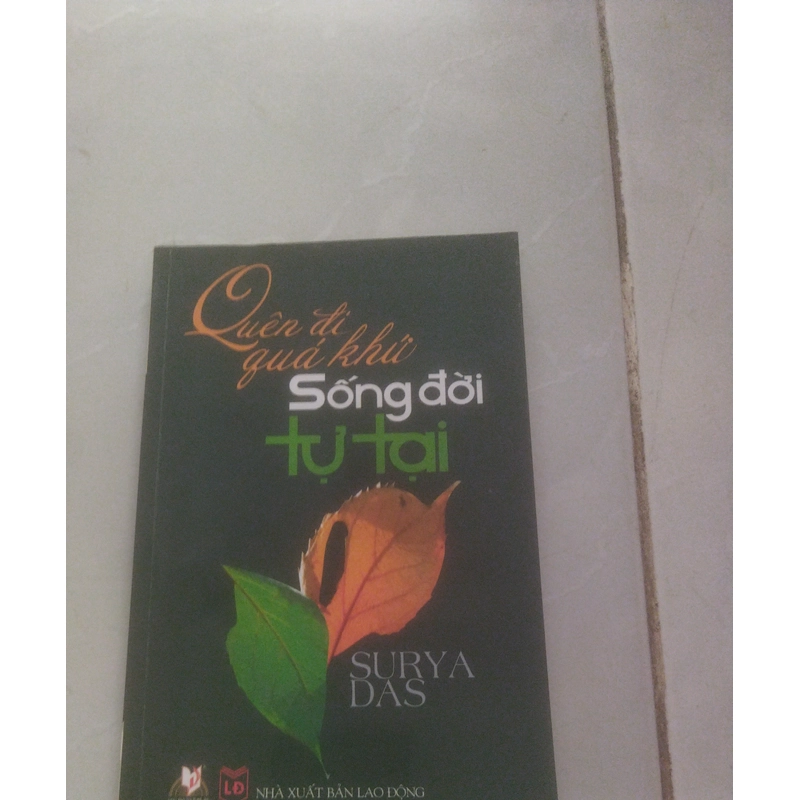 Quên đi
quá khứ
Sống đời
tự tại
SURYA
DAS
LĐ
NHÀ XUẤT BẢN LAO ĐỘNG